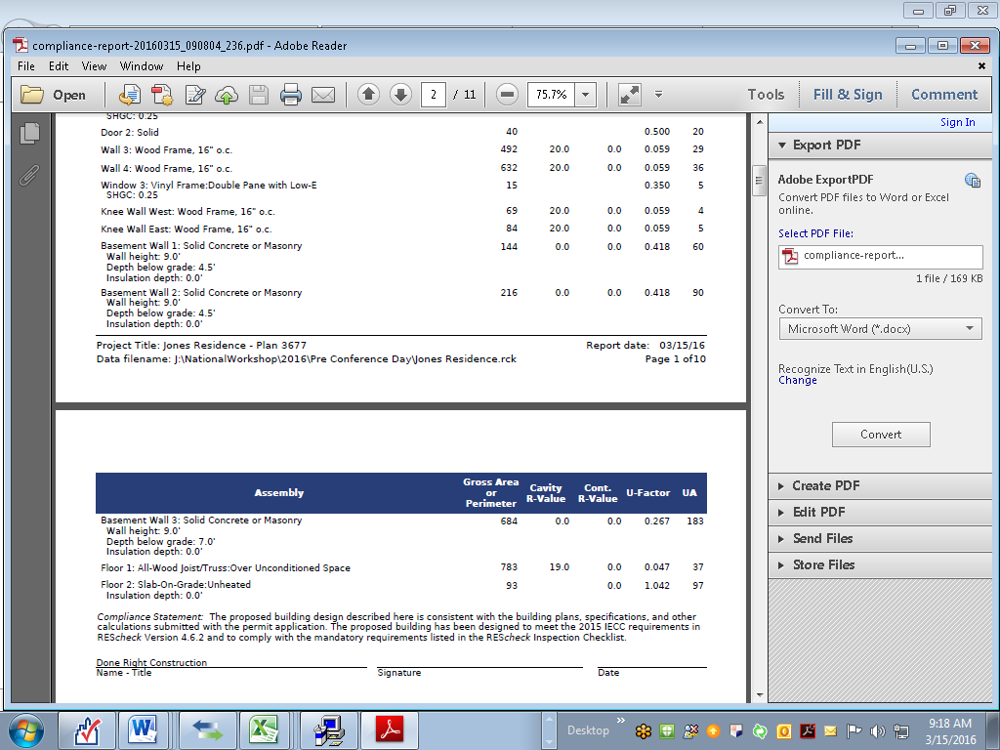 compliance-report-20160315_090804_236.pdf - Adobe Reader
File Edit View Window Help
Open 2 / 11 75.7% Tools Fill & Sign Comment
Sign In
SHGC: 0.25
Door 2: Solid 40 0.500 20
Wall 3: Wood Frame, 16" o.c. 492 20.0 0.0 0.059 29
Wall 4: Wood Frame, 16" o.c. 632 20.0 0.0 0.059 36
Window 3: Vinyl Frame:Double Pane with Low-E 15 0.350 5
SHGC: 0.25
Knee Wall West: Wood Frame, 16" o.c. 69 20.0 0.0 0.059 4
Knee Wall East: Wood Frame, 16" o.c. 84 20.0 0.0 0.059 5
Basement Wall 1: Solid Concrete or Masonry 144 0.0 0.0 0.418 60
Wall height: 9.0'
Depth below grade: 4.5'
Insulation depth: 0.0'
Basement Wall 2: Solid Concrete or Masonry 216 0.0 0.0 0.418 90
Wall height: 9.0'
Depth below grade: 4.5'
Insulation depth: 0.0'
Project Title: Jones Residence - Plan 3677 Report date: 03/15/16
Data filename: J:\NationalWorkshop\2016\Pre Conference Day\Jones Residence.rck Page 1 of10
Assembly Gross Area or Perimeter Cavity R-Value Cont. R-Value U-Factor UA
Basement Wall 3: Solid Concrete or Masonry 684 0.0 0.0 0.267 183
Wall height: 9.0'
Depth below grade: 7.0'
Insulation depth: 0.0'
Floor 1: All-Wood Joist/Truss:Over Unconditioned Space 783 19.0 0.0 0.047 37
Floor 2: Slab-On-Grade:Unheated 93 0.0 1.042 97
Insulation depth: 0.0'
Compliance Statement: The proposed building design described here is consistent with the building plans, specifications, and other
calculations submitted with the permit application. The proposed building has been designed to meet the 2015 IECC requirements in
REScheck Version 4.6.2 and to comply with the mandatory requirements listed in the REScheck Inspection Checklist.
Done Right Construction
Name - Title Signature Date
Export PDF
Adobe ExportPDF
Convert PDF files to Word or Excel
online.
Select PDF File:
compliance-report...
1 file / 169 KB
Convert To:
Microsoft Word (*.docx)
Recognize Text in English(U.S.)
Change
Convert
Create PDF
Edit PDF
Send Files
Store Files
Desktop
9:18 AM
3/15/2016